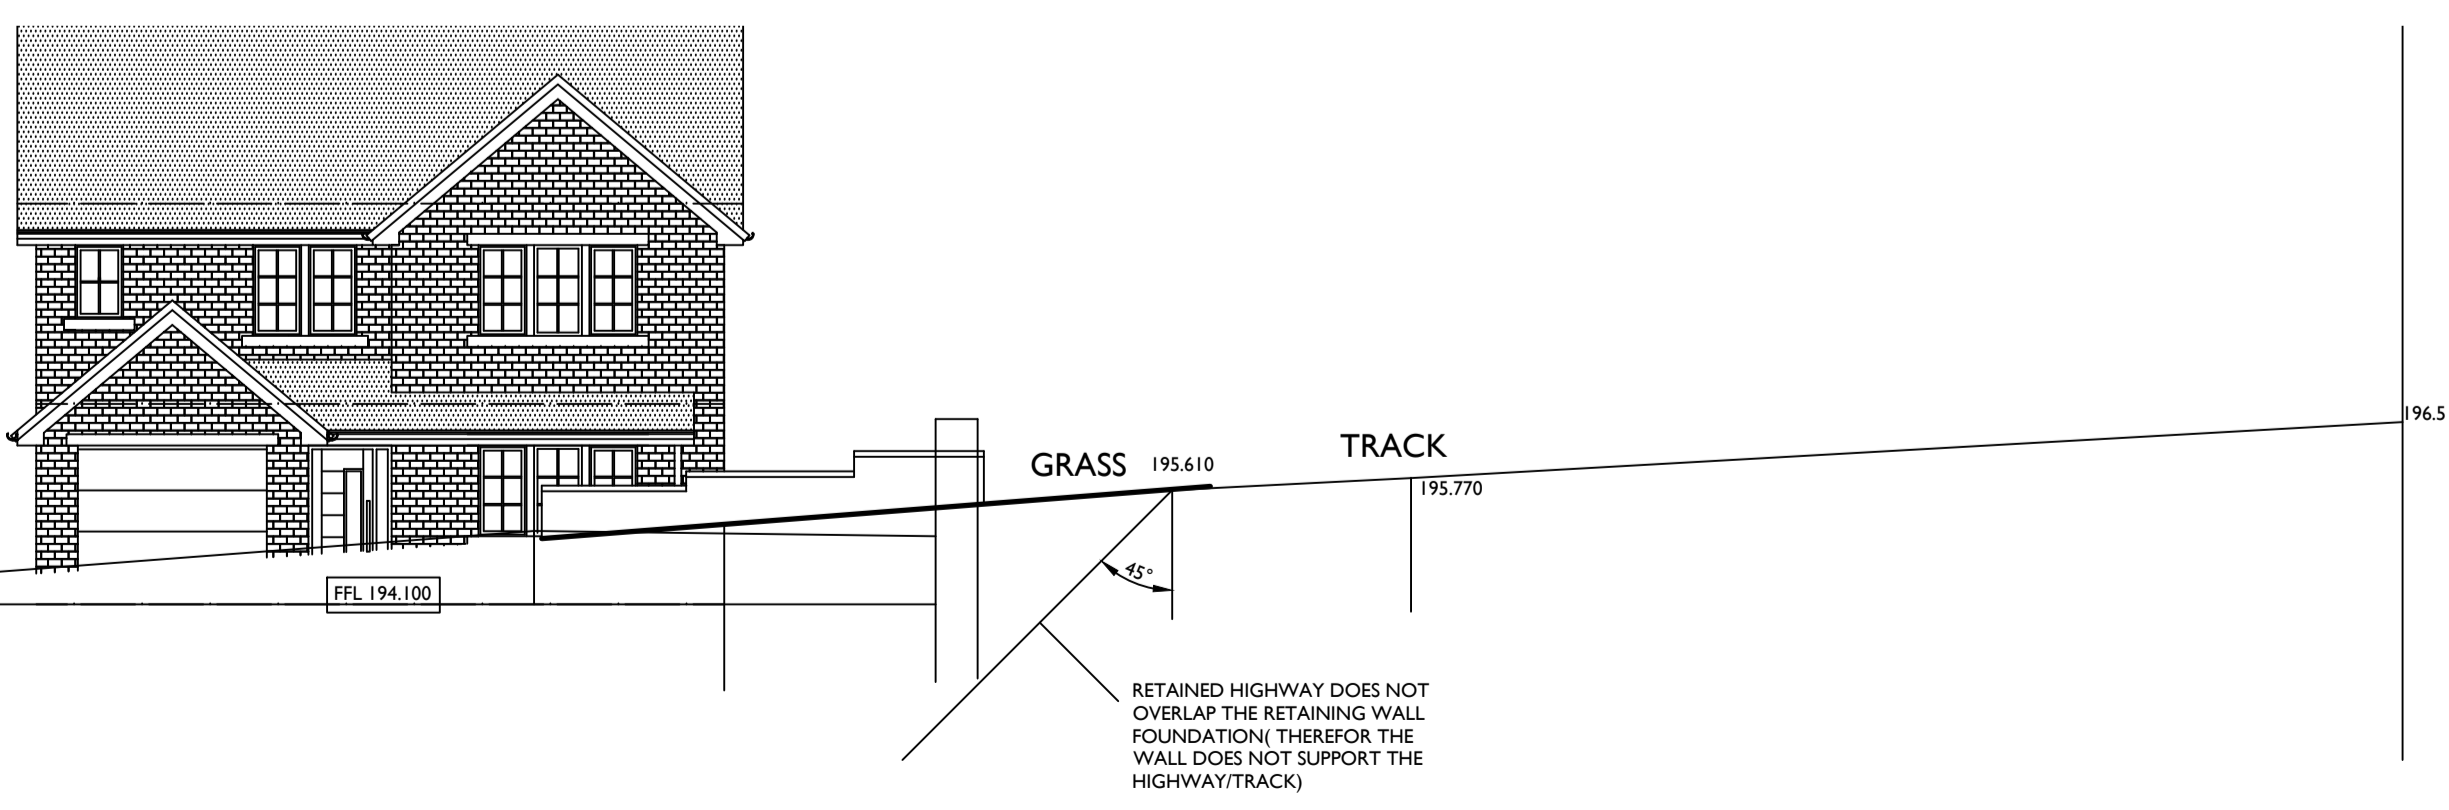 196.5
TRACK
GRASS
195.610
195.770
45°
FFL 194.100
RETAINED HIGHWAY DOES NOT
OVERLAP THE RETAINING WALL
FOUNDATION( THEREFOR THE
WALL DOES NOT SUPPORT THE
HIGHWAY/TRACK)